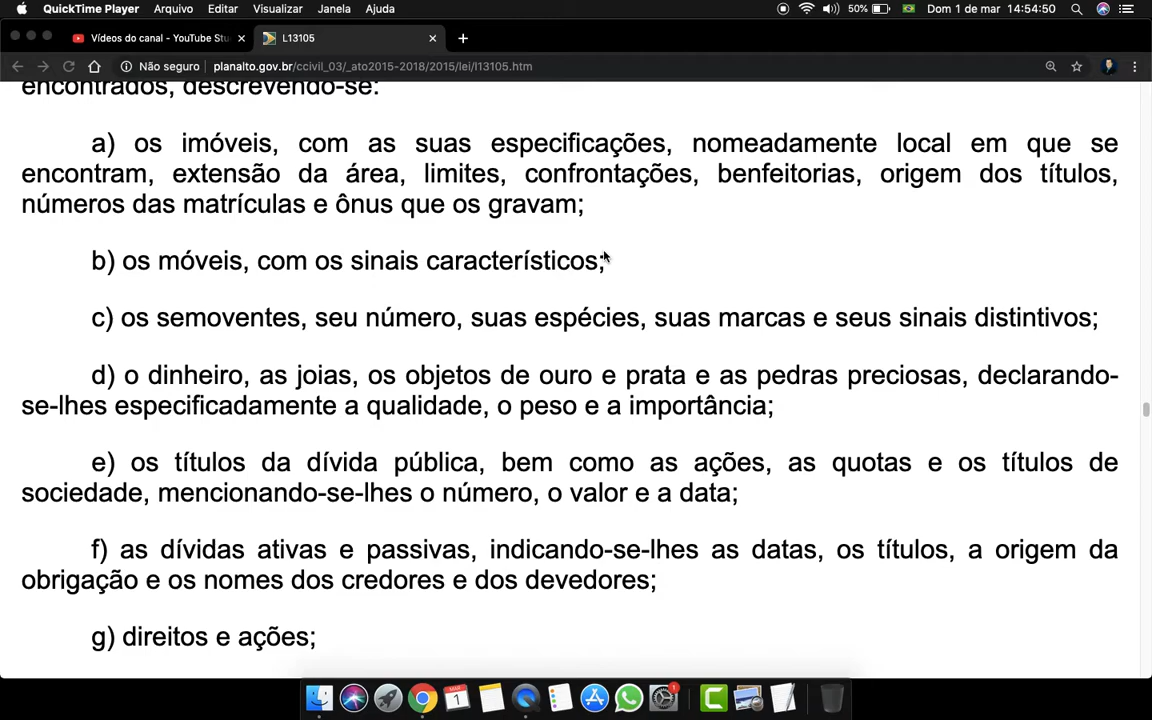 QuickTime Player Arquivo Editar Visualizar Janela Ajuda 50% Dom 1 de mar 14:54:50
Vídeos do canal - YouTube Stu × L13105 × +
Não seguro | planalto.gov.br/ccivil_03/_ato2015-2018/2015/lei/l13105.htm
encontrados, descrevendo-se:
a) os imóveis, com as suas especificações, nomeadamente local em que se
encontram, extensão da área, limites, confrontações, benfeitorias, origem dos títulos,
números das matrículas e ônus que os gravam;
b) os móveis, com os sinais característicos;
c) os semoventes, seu número, suas espécies, suas marcas e seus sinais distintivos;
d) o dinheiro, as joias, os objetos de ouro e prata e as pedras preciosas, declarando-
se-lhes especificadamente a qualidade, o peso e a importância;
e) os títulos da dívida pública, bem como as ações, as quotas e os títulos de
sociedade, mencionando-se-lhes o número, o valor e a data;
f) as dívidas ativas e passivas, indicando-se-lhes as datas, os títulos, a origem da
obrigação e os nomes dos credores e dos devedores;
g) direitos e ações;
1
1